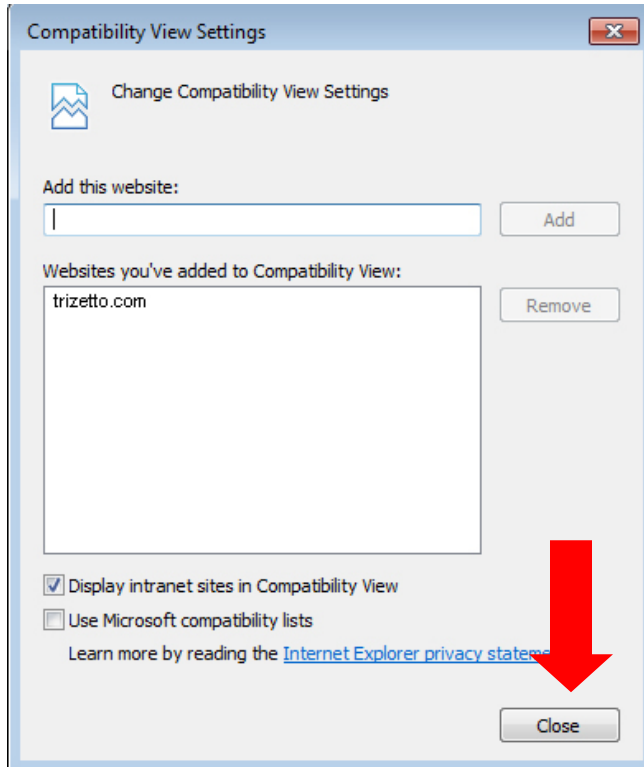 Compatibility View Settings
Change Compatibility View Settings
Add this website:
Add
Websites you've added to Compatibility View:
trizetto.com
Remove
Display intranet sites in Compatibility View
Use Microsoft compatibility lists
Learn more by reading the Internet Explorer privacy
Close